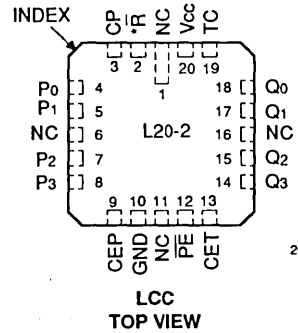 INDEX
CP *R NC Vcc TC
3 2 20 19
1
P0 4 18 Q0
P1 5 17 Q1
NC 6 L20-2 16 NC
P2 7 15 Q2
P3 8 14 Q3
9 10 11 12 13
CEP GND NC PE CET
2
LCC
TOP VIEW